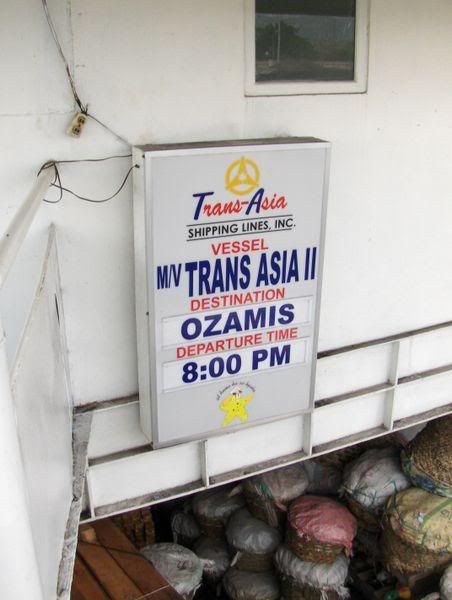 Trans-Asia
SHIPPING LINES, INC.
VESSEL
M/V TRANS ASIA II
DESTINATION
OZAMIS
DEPARTURE TIME
8:00 PM